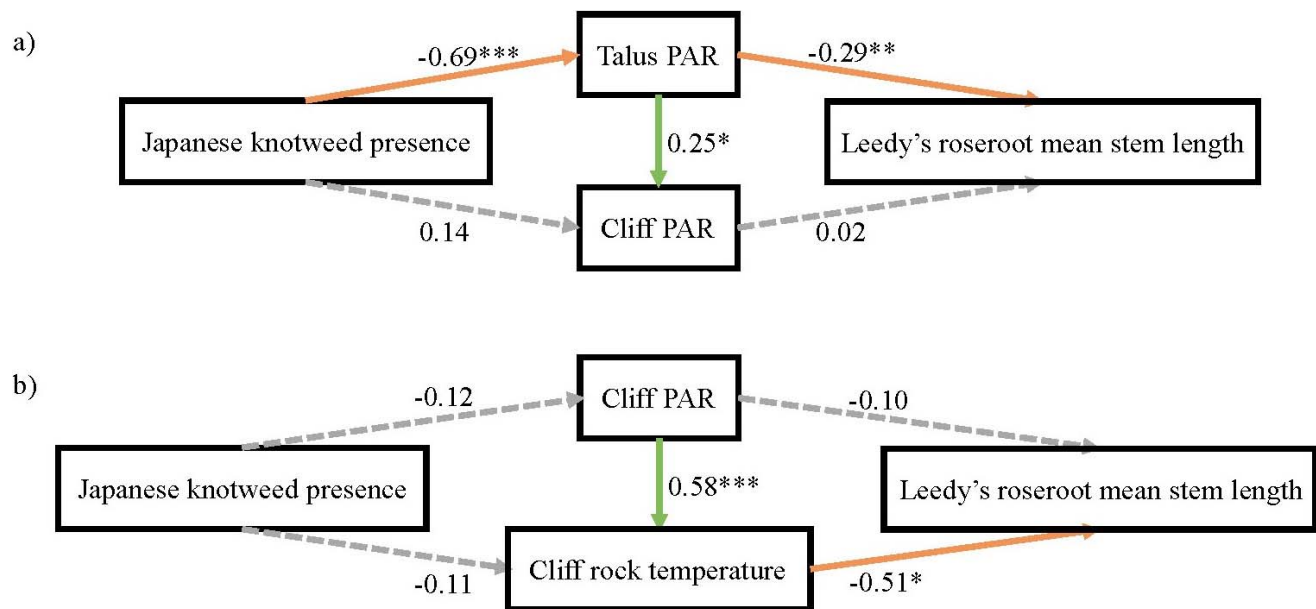 a)
Talus PAR
-0.69***
-0.29**
Japanese knotweed presence
0.25*
Leedy’s roseroot mean stem length
0.14
Cliff PAR
0.02
b)
Cliff PAR
-0.12
-0.10
Japanese knotweed presence
0.58***
Leedy’s roseroot mean stem length
-0.11
Cliff rock temperature
-0.51*